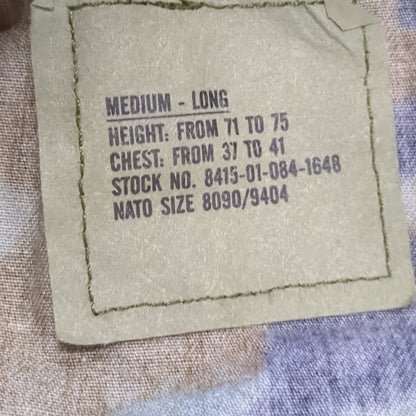 MEDIUM - LONG
HEIGHT: FROM 71 TO 75
CHEST: FROM 37 TO 41
STOCK NO. 8415-01-084-1648
NATO SIZE 8090/9404